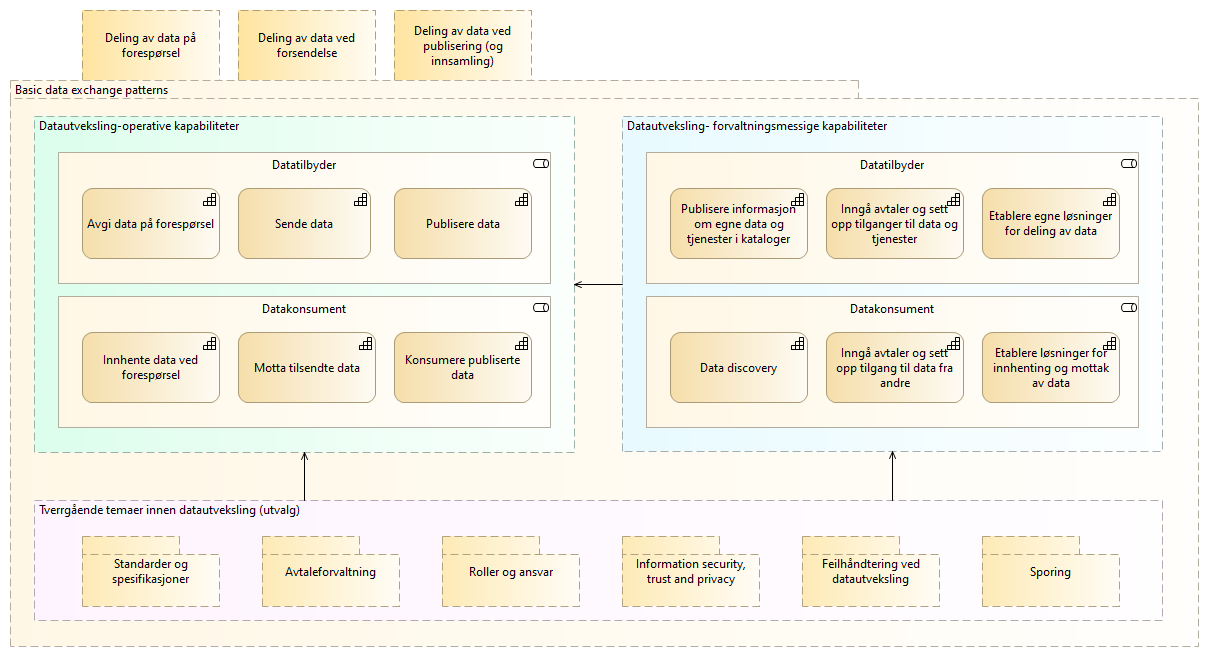 Deling av data på
forespørsel
Deling av data ved
forsendelse
Deling av data ved
publisering (og
innsamling)
Basic data exchange patterns
Datautveksling-operative kapabiliteter
Datatilbyder
Avgi data på forespørsel
Sende data
Publisere data
Datakonsument
Innhente data ved
forespørsel
Motta tilsendte data
Konsumere publiserte
data
Datautveksling- forvaltningsmessige kapabiliteter
Datatilbyder
Publisere informasjon
om egne data og
tjenester i kataloger
Inngå avtaler og sett
opp tilganger til data og
tjenester
Etablere egne løsninger
for deling av data
Datakonsument
Data discovery
Inngå avtaler og sett
opp tilgang til data fra
andre
Etablere løsninger for
innhenting og mottak
av data
Tverrgående temaer innen datautveksling (utvalg)
Standarder og
spesifikasjoner
Avtaleforvaltning
Roller og ansvar
Information security,
trust and privacy
Feilhåndtering ved
datautveksling
Sporing